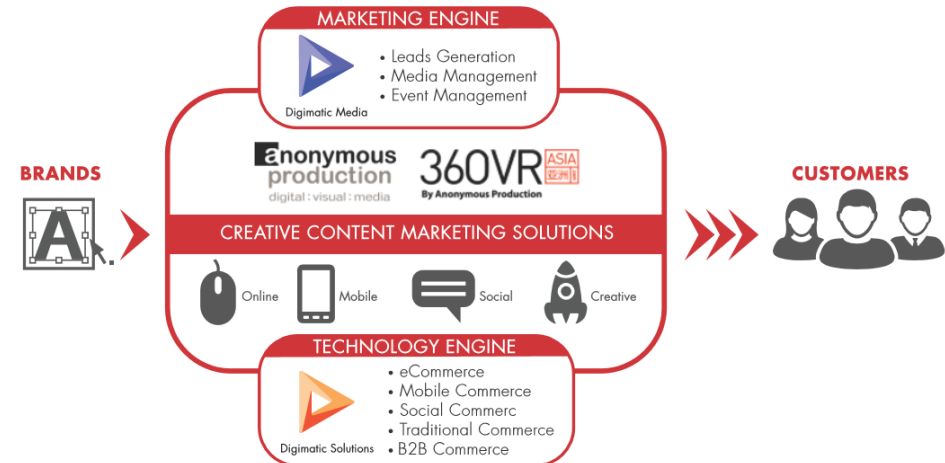 MARKETING ENGINE
Digimatic Media
• Leads Generation
• Media Management
• Event Management
BRANDS
A
anonymous
production
digital : visual : media
360VR ASIA
亚洲
By Anonymous Production
CUSTOMERS
CREATIVE CONTENT MARKETING SOLUTIONS
Online
Mobile
Social
Creative
TECHNOLOGY ENGINE
Digimatic Solutions
• eCommerce
• Mobile Commerce
• Social Commerc
• Traditional Commerce
• B2B Commerce